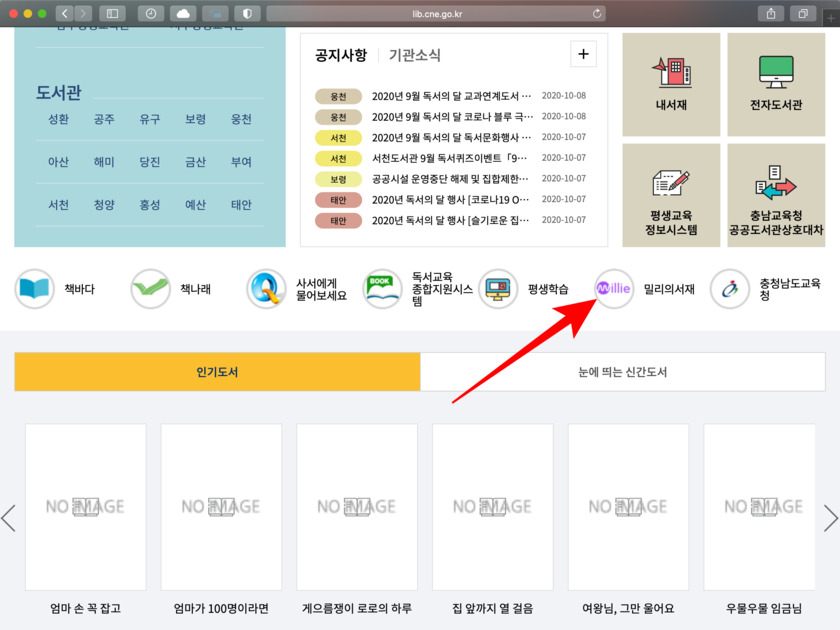 lib.cne.go.kr
도서관
성환 공주 유구 보령 웅천
아산 해미 당진 금산 부여
서천 청양 홍성 예산 태안
공지사항 기관소식 +
웅천 2020년 9월 독서의 달 교과연계도서 ··· 2020-10-08
웅천 2020년 9월 독서의 달 코로나 블루 극··· 2020-10-08
서천 2020년 9월 독서의 달 독서문화행사 ··· 2020-10-07
서천 서천도서관 9월 독서퀴즈이벤트「9··· 2020-10-07
보령 공공시설 운영중단 해제 및 집합제한··· 2020-10-07
태안 2020년 독서의 달 행사 [코로나19 O··· 2020-10-07
태안 2020년 독서의 달 행사 [슬기로운 집··· 2020-10-07
내서재
전자도서관
평생교육
정보시스템
충남교육청
공공도서관상호대차
책바다
책나래
사서에게
물어보세요
BOOK
독서교육
종합지원시스
템
평생학습
Millie
밀리의서재
충청남도교육
청
인기도서
눈에 띄는 신간도서
NO IMAGE
NO IMAGE
NO IMAGE
NO IMAGE
NO IMAGE
NO IMAGE
엄마 손 꼭 잡고
엄마가 100명이라면
게으름쟁이 로로의 하루
집 앞까지 열 걸음
여왕님, 그만 울어요
우물우물 임금님